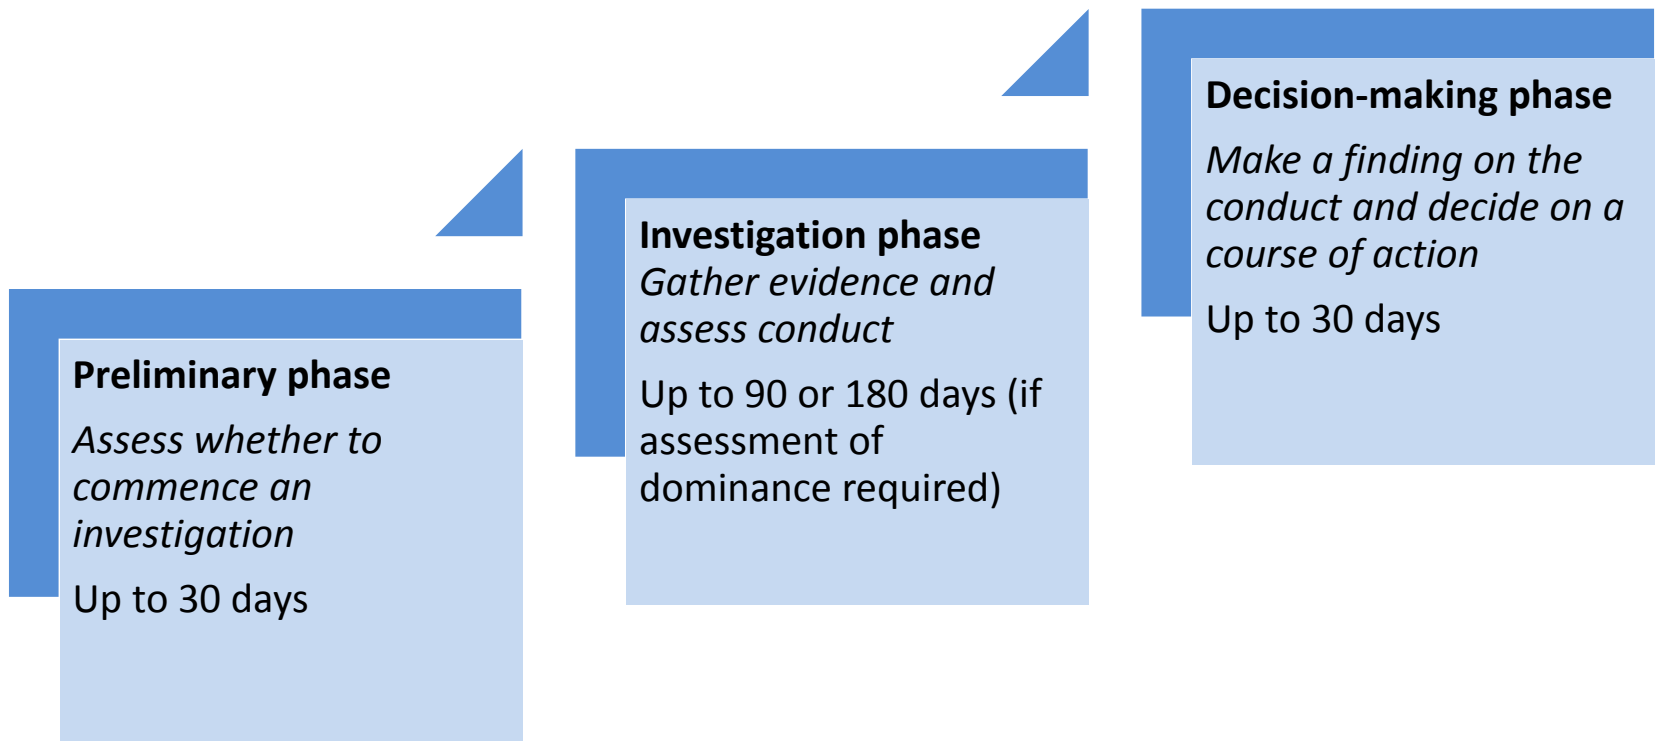 Preliminary phase
Assess whether to
commence an
investigation
Up to 30 days
Investigation phase
Gather evidence and
assess conduct
Up to 90 or 180 days (if
assessment of
dominance required)
Decision-making phase
Make a finding on the
conduct and decide on a
course of action
Up to 30 days